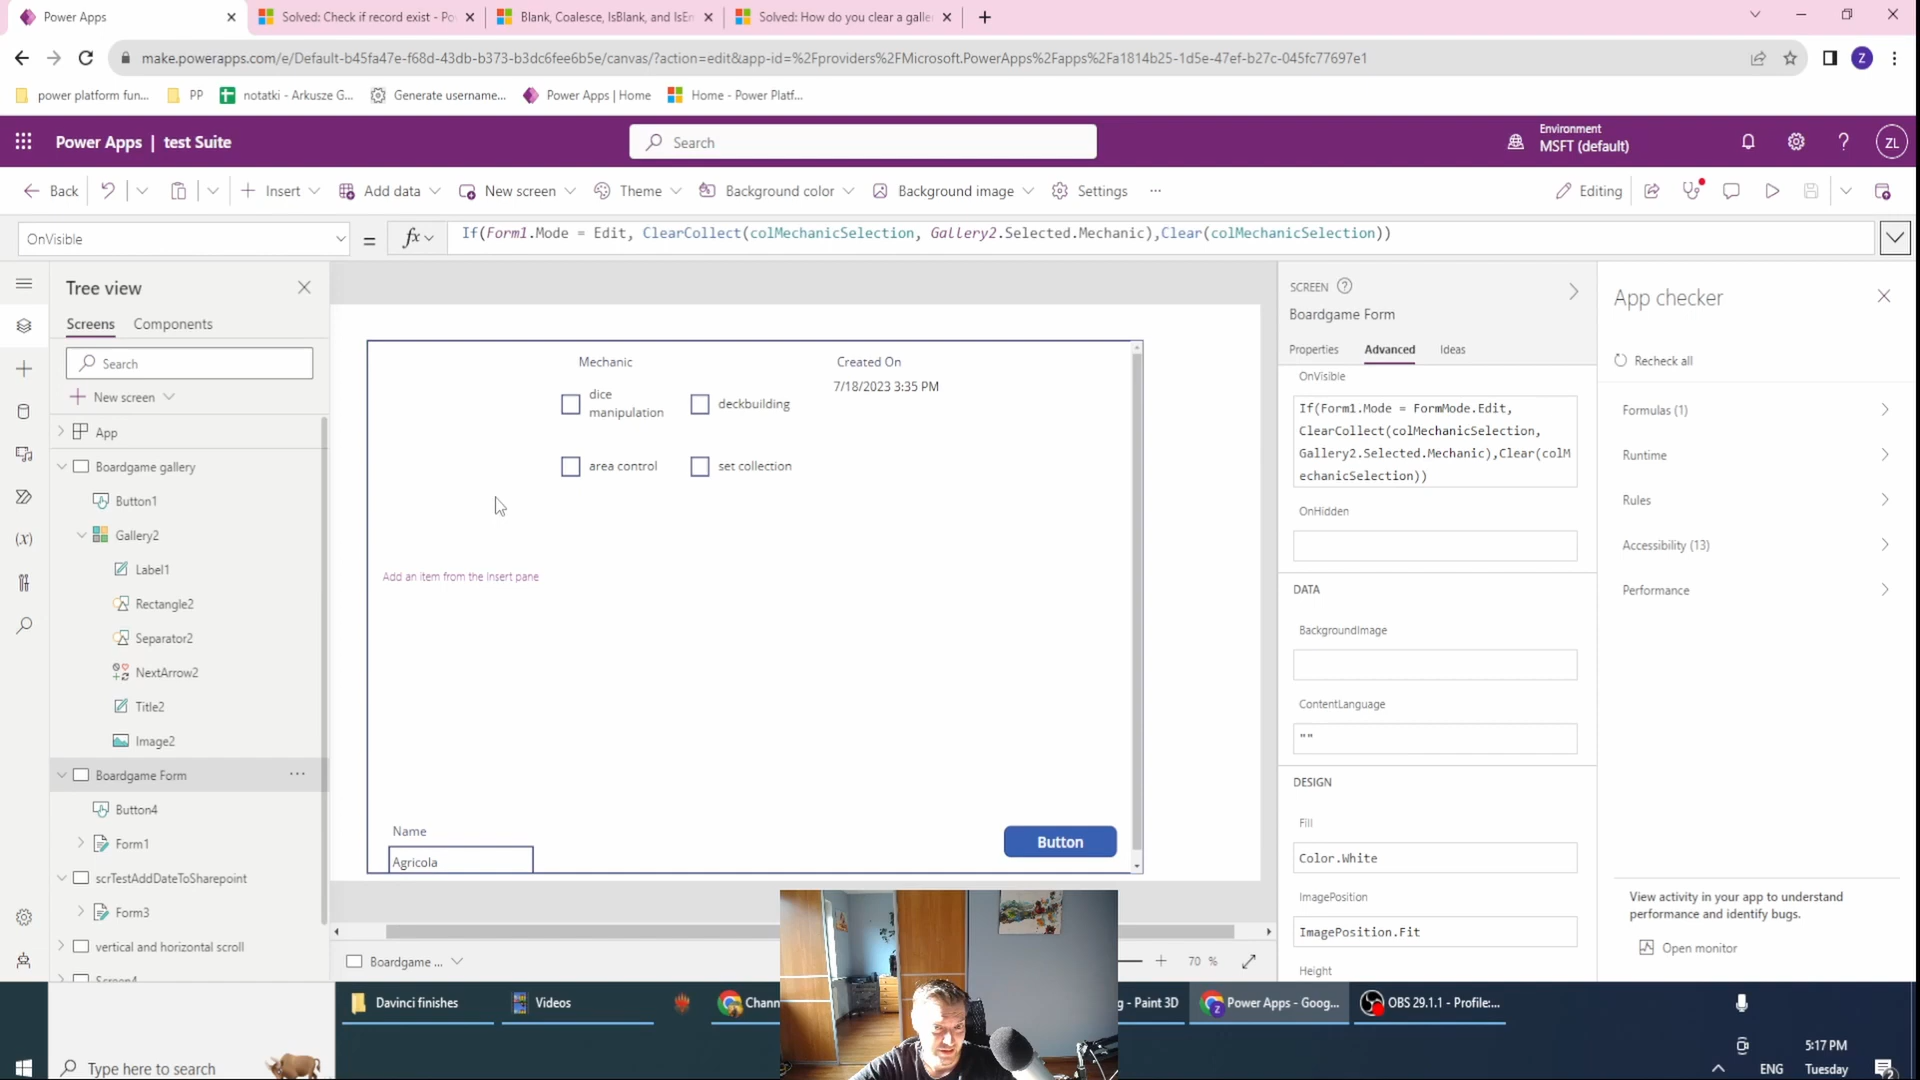 Power Apps
Solved: Check if record exist - Po
Blank, Coalesce, IsBlank, and IsEn
Solved: How do you clear a galle
make.powerapps.com/e/Default-b45fa47e-f68d-43db-b373-b3dc6fee6b5e/canvas/?action=edit&app-id=%2Fproviders%2FMicrosoft.PowerApps%2Fapps%2Fa1814b25-1d5e-47ef-b27c-045fc77697e1
Z
power platform fun...
PP
notatki - Arkusze G...
Generate username...
Power Apps | Home
Home - Power Platf...
Power Apps | test Suite
Search
Environment
MSFT (default)
ZL
Back
Insert
Add data
New screen
Theme
Background color
Background image
Settings
Editing
OnVisible
=
fx
If(Form1.Mode = Edit, ClearCollect(colMechanicSelection, Gallery2.Selected.Mechanic),Clear(colMechanicSelection))
Tree view
Screens
Components
Search
New screen
App
Boardgame gallery
Button1
Gallery2
Label1
Rectangle2
Separator2
NextArrow2
Title2
Image2
Boardgame Form
Button4
Form1
scrTestAddDateToSharepoint
Form3
vertical and horizontal scroll
Screen4
Mechanic
Created On
dice
manipulation
deckbuilding
7/18/2023 3:35 PM
area control
set collection
Add an item from the Insert pane
Name
Agricola
Button
Boardgame ...
70 %
SCREEN
Boardgame Form
Properties
Advanced
Ideas
OnVisible
If(Form1.Mode = FormMode.Edit,
ClearCollect(colMechanicSelection,
Gallery2.Selected.Mechanic),Clear(colM
echanicSelection))
OnHidden
DATA
BackgroundImage
ContentLanguage
""
DESIGN
Fill
Color.White
ImagePosition
ImagePosition.Fit
Height
App checker
Recheck all
Formulas (1)
Runtime
Rules
Accessibility (13)
Performance
View activity in your app to understand
performance and identify bugs.
Open monitor
Davinci finishes
Videos
Chann
g - Paint 3D
Power Apps - Goog...
OBS 29.1.1 - Profile:...
Type here to search
5:17 PM
ENG
Tuesday
2